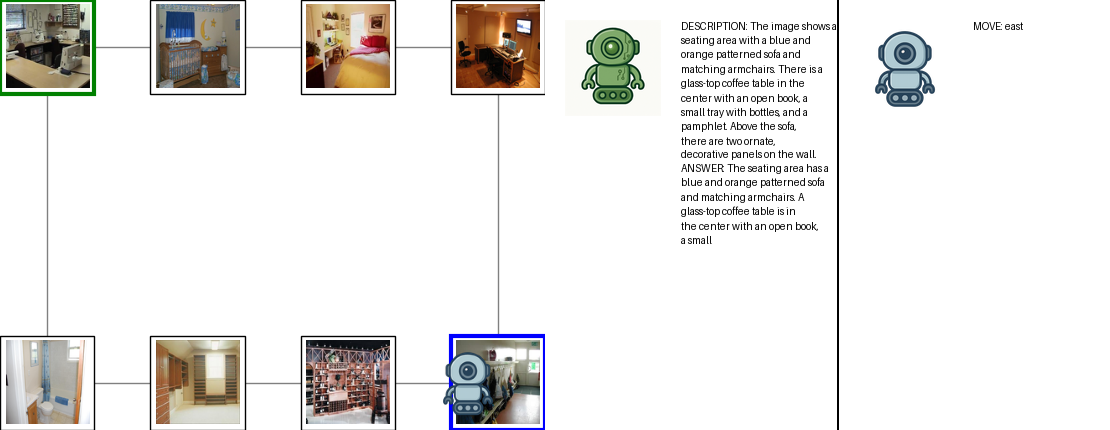 DESCRIPTION: The image shows a
seating area with a blue and
orange patterned sofa and
matching armchairs. There is a
glass-top coffee table in the
center with an open book, a
small tray with bottles, and a
pamphlet. Above the sofa,
there are two ornate,
decorative panels on the wall.
ANSWER: The seating area has a
blue and orange patterned sofa
and matching armchairs. A
glass-top coffee table is in
the center with an open book,
a small
MOVE: east